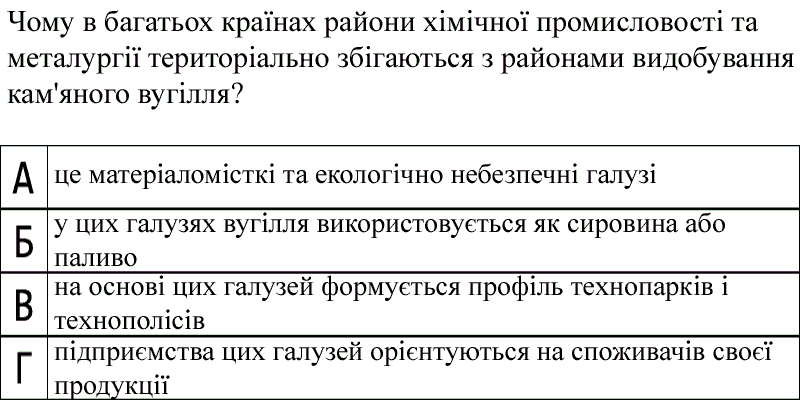 Чому в багатьох країнах райони хімічної промисловості та
металургії територіально збігаються з районами видобування
кам'яного вугілля?
А це матеріаломісткі та екологічно небезпечні галузі
Б у цих галузях вугілля використовується як сировина або
паливо
В на основі цих галузей формується профіль технопарків і
технополісів
Г підприємства цих галузей орієнтуються на споживачів своєї
продукції